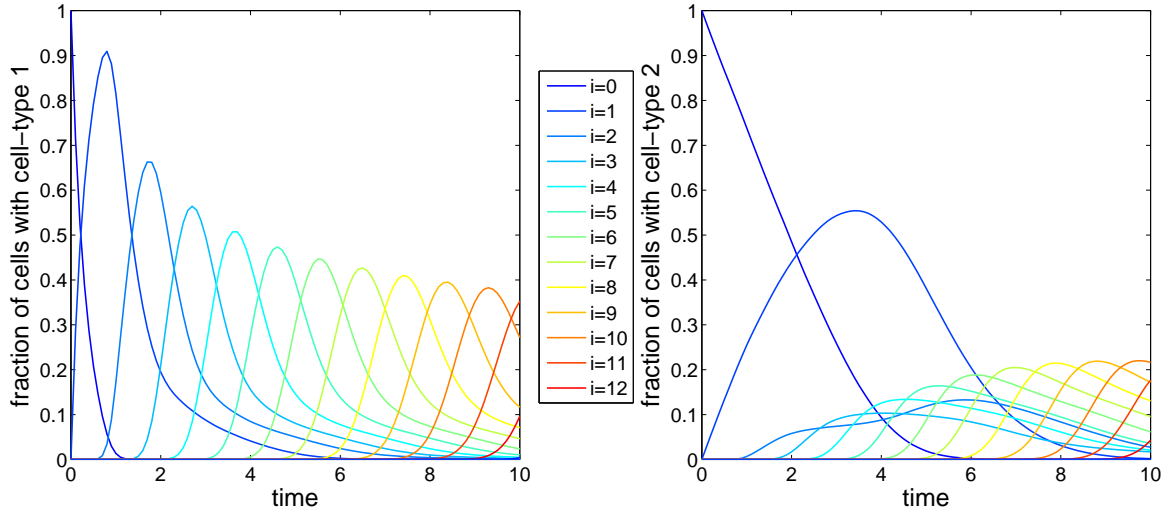 1
0.9
0.8
0.7
0.6
0.5
0.4
0.3
0.2
0.1
0
0 2 4 6 8 10
time
fraction of cells with cell-type 1
i=0
i=1
i=2
i=3
i=4
i=5
i=6
i=7
i=8
i=9
i=10
i=11
i=12
1
0.9
0.8
0.7
0.6
0.5
0.4
0.3
0.2
0.1
0
0 2 4 6 8 10
time
fraction of cells with cell-type 2